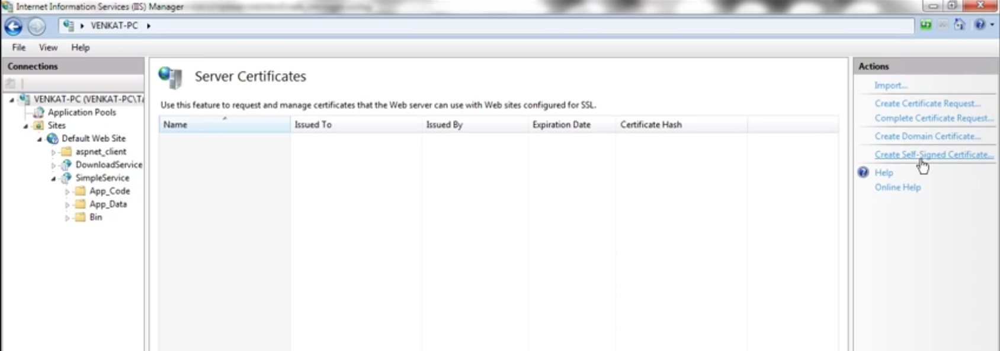 Internet Information Services (IIS) Manager
VENKAT-PC
File View Help
Connections
VENKAT-PC (VENKAT-PC\Ta
Application Pools
Sites
Default Web Site
aspnet_client
DownloadService
SimpleService
App_Code
App_Data
Bin
Server Certificates
Use this feature to request and manage certificates that the Web server can use with Web sites configured for SSL.
Name Issued To Issued By Expiration Date Certificate Hash
Actions
Import...
Create Certificate Request...
Complete Certificate Request...
Create Domain Certificate...
Create Self-Signed Certificate...
Help
Online Help